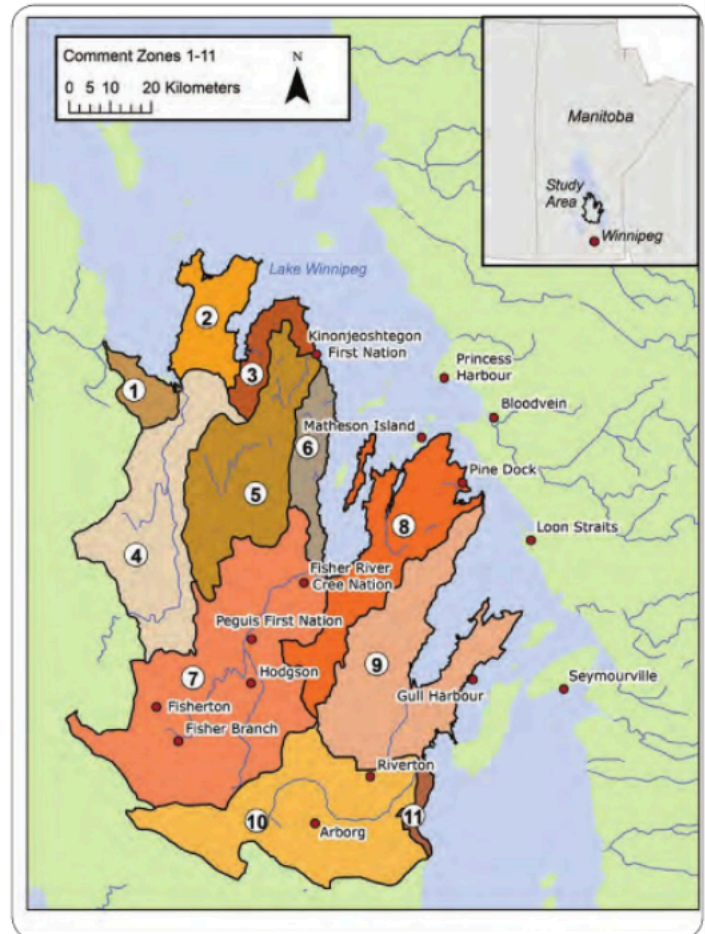 Comment Zones 1-11
N
0 5 10 20 Kilometers
Manitoba
Study
Area
Winnipeg
Lake Winnipeg
2
Kinonjeoshtegon
First Nation
3
Princess
Harbour
1
Bloodvein
Matheson Island
6
Pine Dock
5
8
Loon Straits
4
Fisher River
Cree Nation
Peguis First Nation
9
7
Hodgson
Seymourville
Gull Harbour
Fisherton
Fisher Branch
Riverton
10
11
Arborg